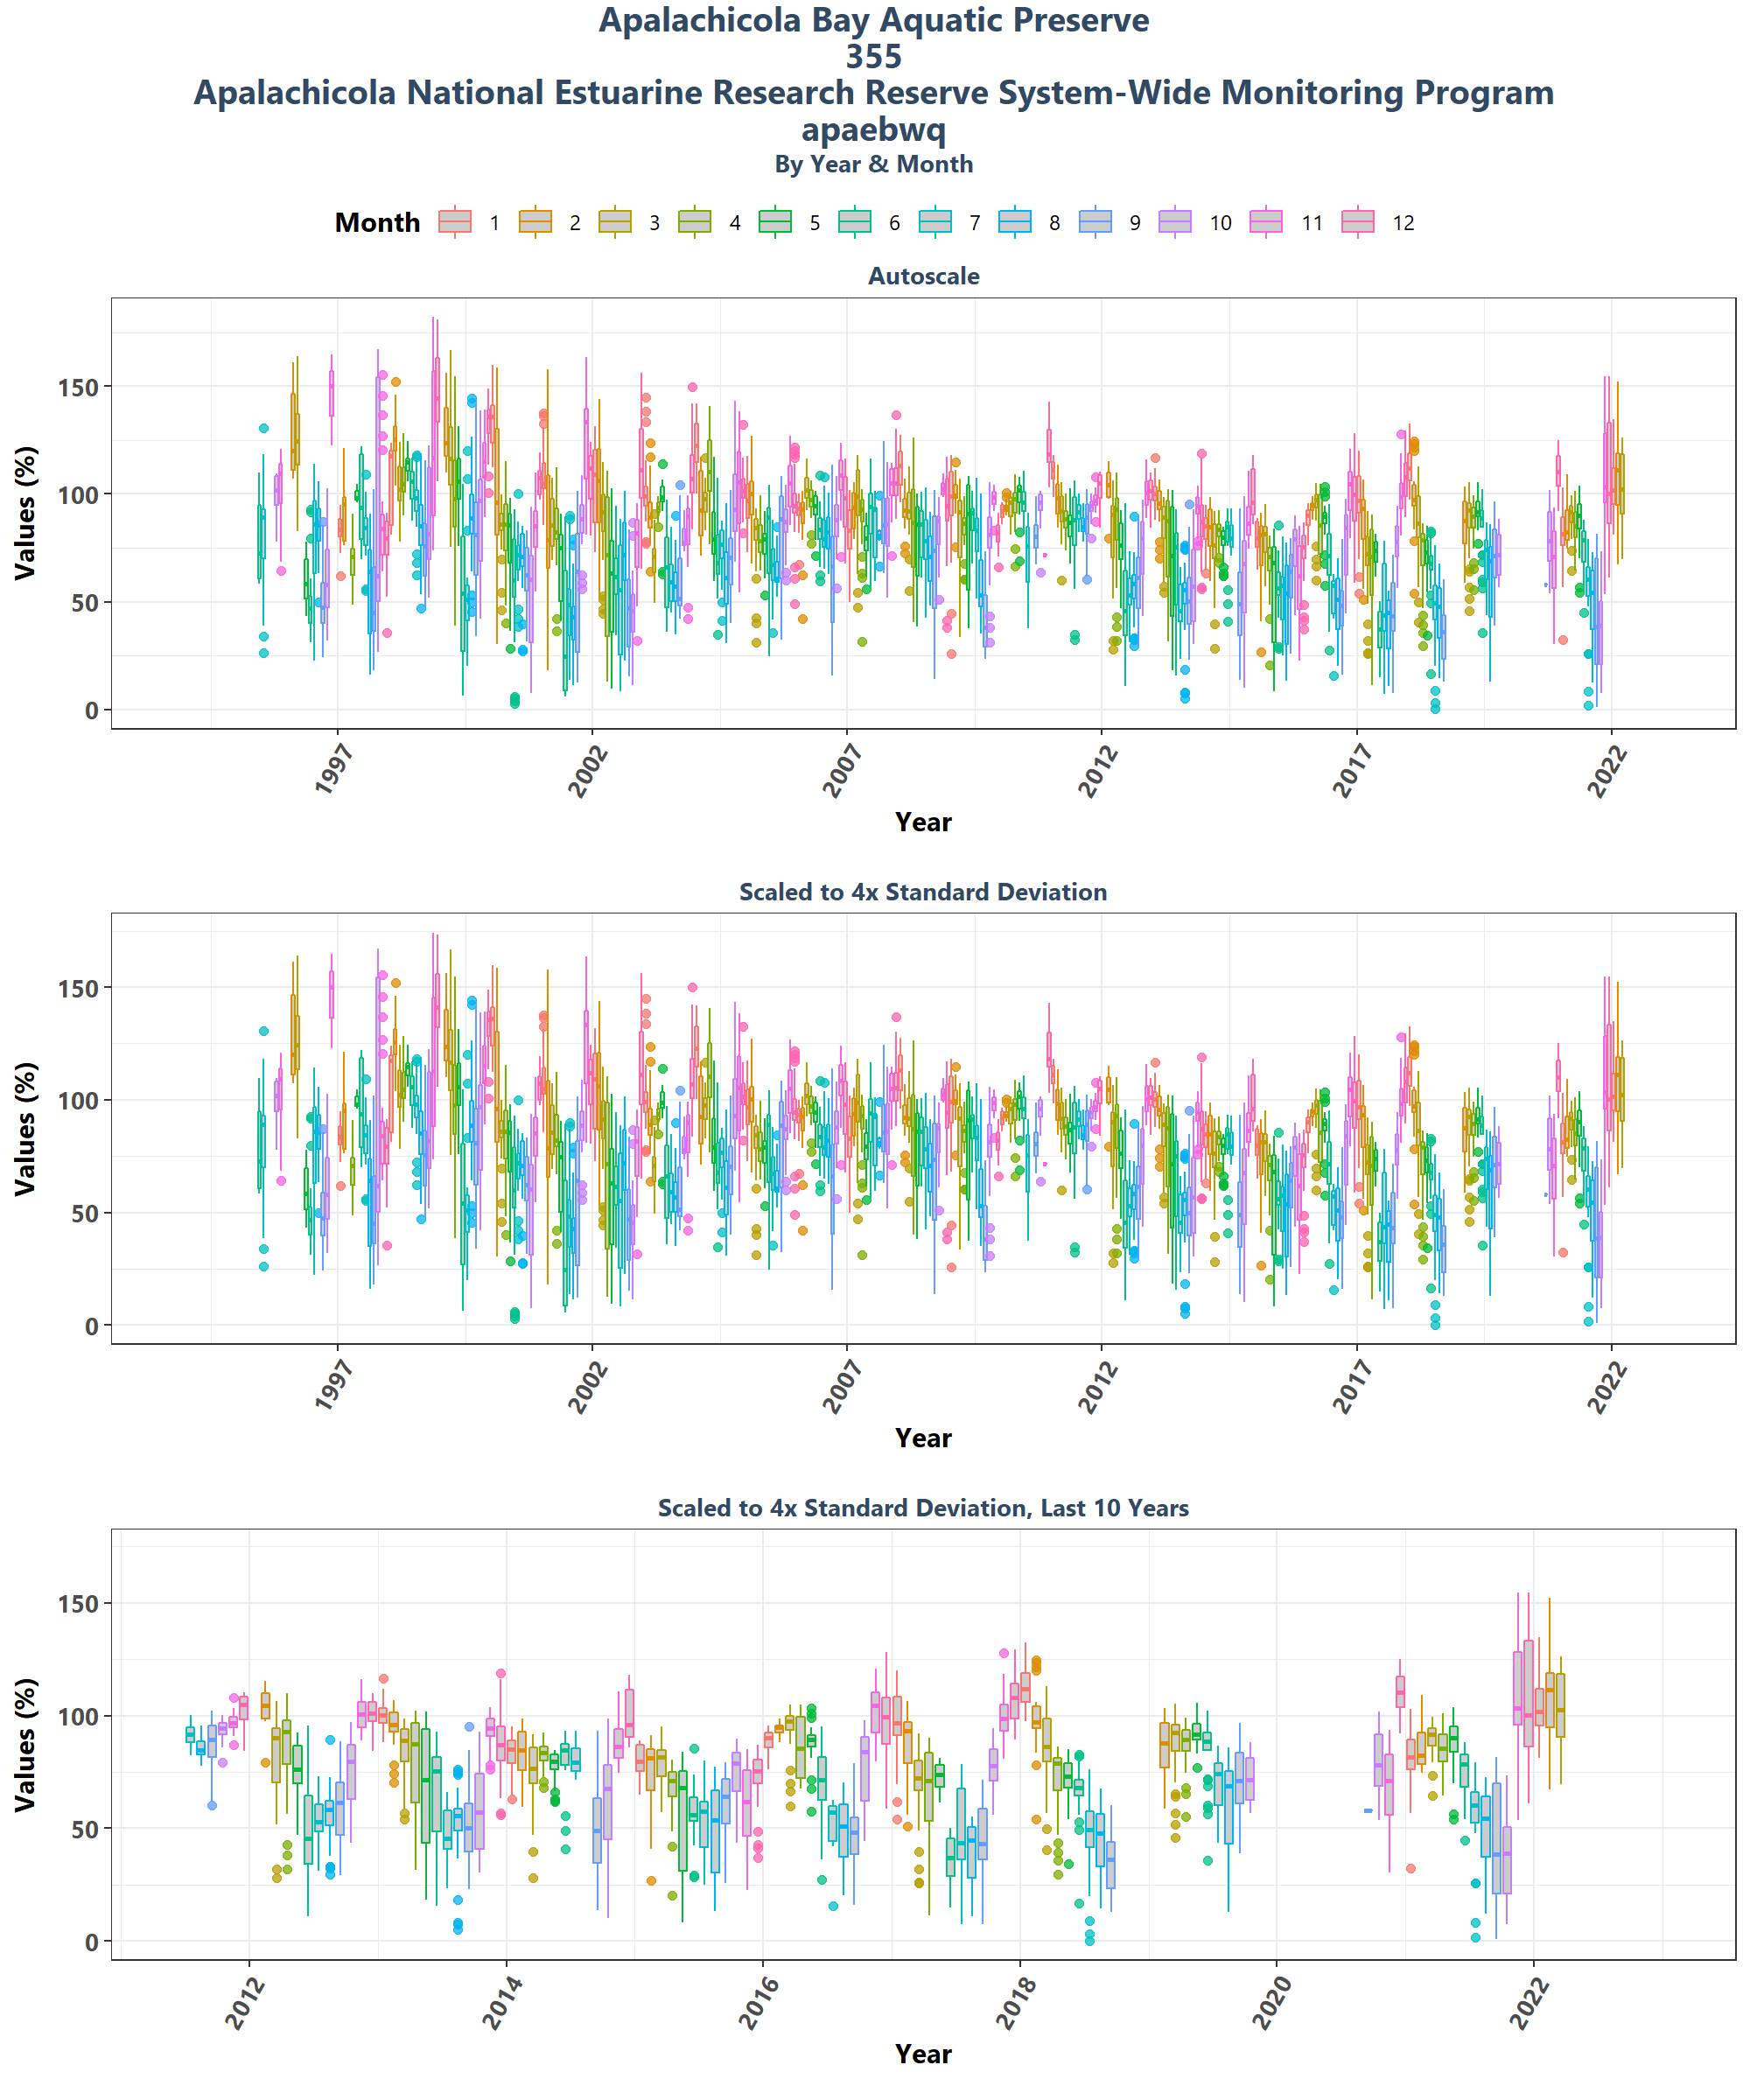 Apalachicola Bay Aquatic Preserve
355
Apalachicola National Estuarine Research Reserve System-Wide Monitoring Program
apaebwq
By Year & Month
Month 1 2 3 4 5 6 7 8 9 10 11 12
Autoscale
Values (%)
150
100
50
0
1997 2002 2007 2012 2017 2022
Year
Scaled to 4x Standard Deviation
Values (%)
150
100
50
0
1997 2002 2007 2012 2017 2022
Year
Scaled to 4x Standard Deviation, Last 10 Years
Values (%)
150
100
50
0
2012 2014 2016 2018 2020 2022
Year